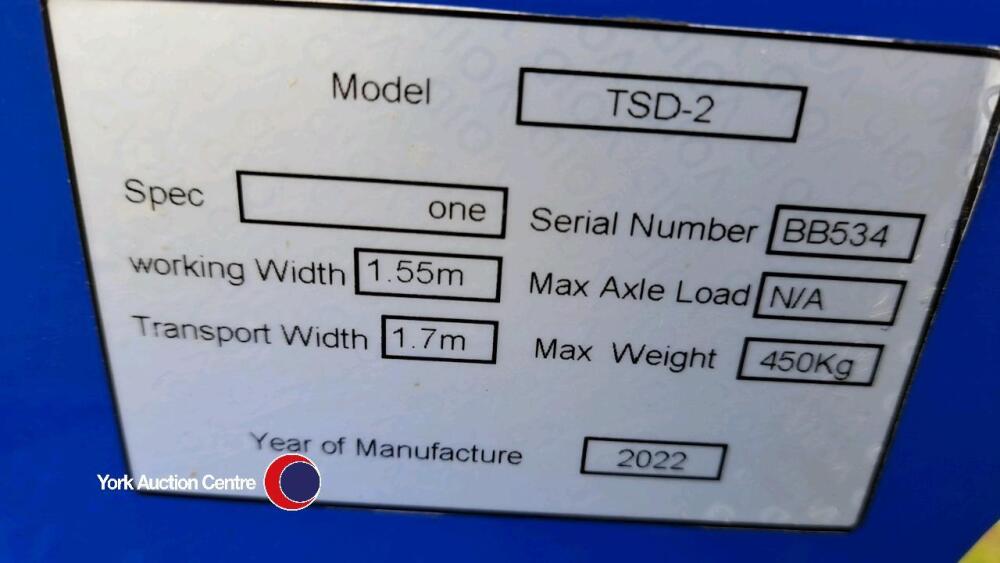 Model TSD-2
Spec one
Serial Number BB534
working Width 1.55m
Max Axle Load N/A
Transport Width 1.7m
Max Weight 450Kg
Year of Manufacture 2022
York Auction Centre